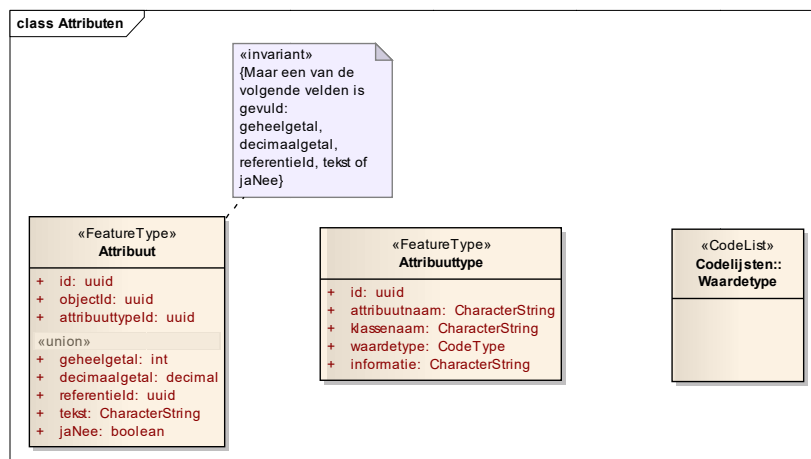 class Attributen
«invariant»
{Maar een van de
volgende velden is
gevuld:
geheelgetal,
decimaalgetal,
referentieId, tekst of
jaNee}
«FeatureType»
Attribuut
+ id: uuid
+ objectId: uuid
+ attribuuttypeId: uuid
«union»
+ geheelgetal: int
+ decimaalgetal: decimal
+ referentieId: uuid
+ tekst: CharacterString
+ jaNee: boolean
«FeatureType»
Attribuuttype
+ id: uuid
+ attribuutnaam: CharacterString
+ klassenaam: CharacterString
+ waardetype: CodeType
+ informatie: CharacterString
«CodeList»
Codelijsten::
Waardetype